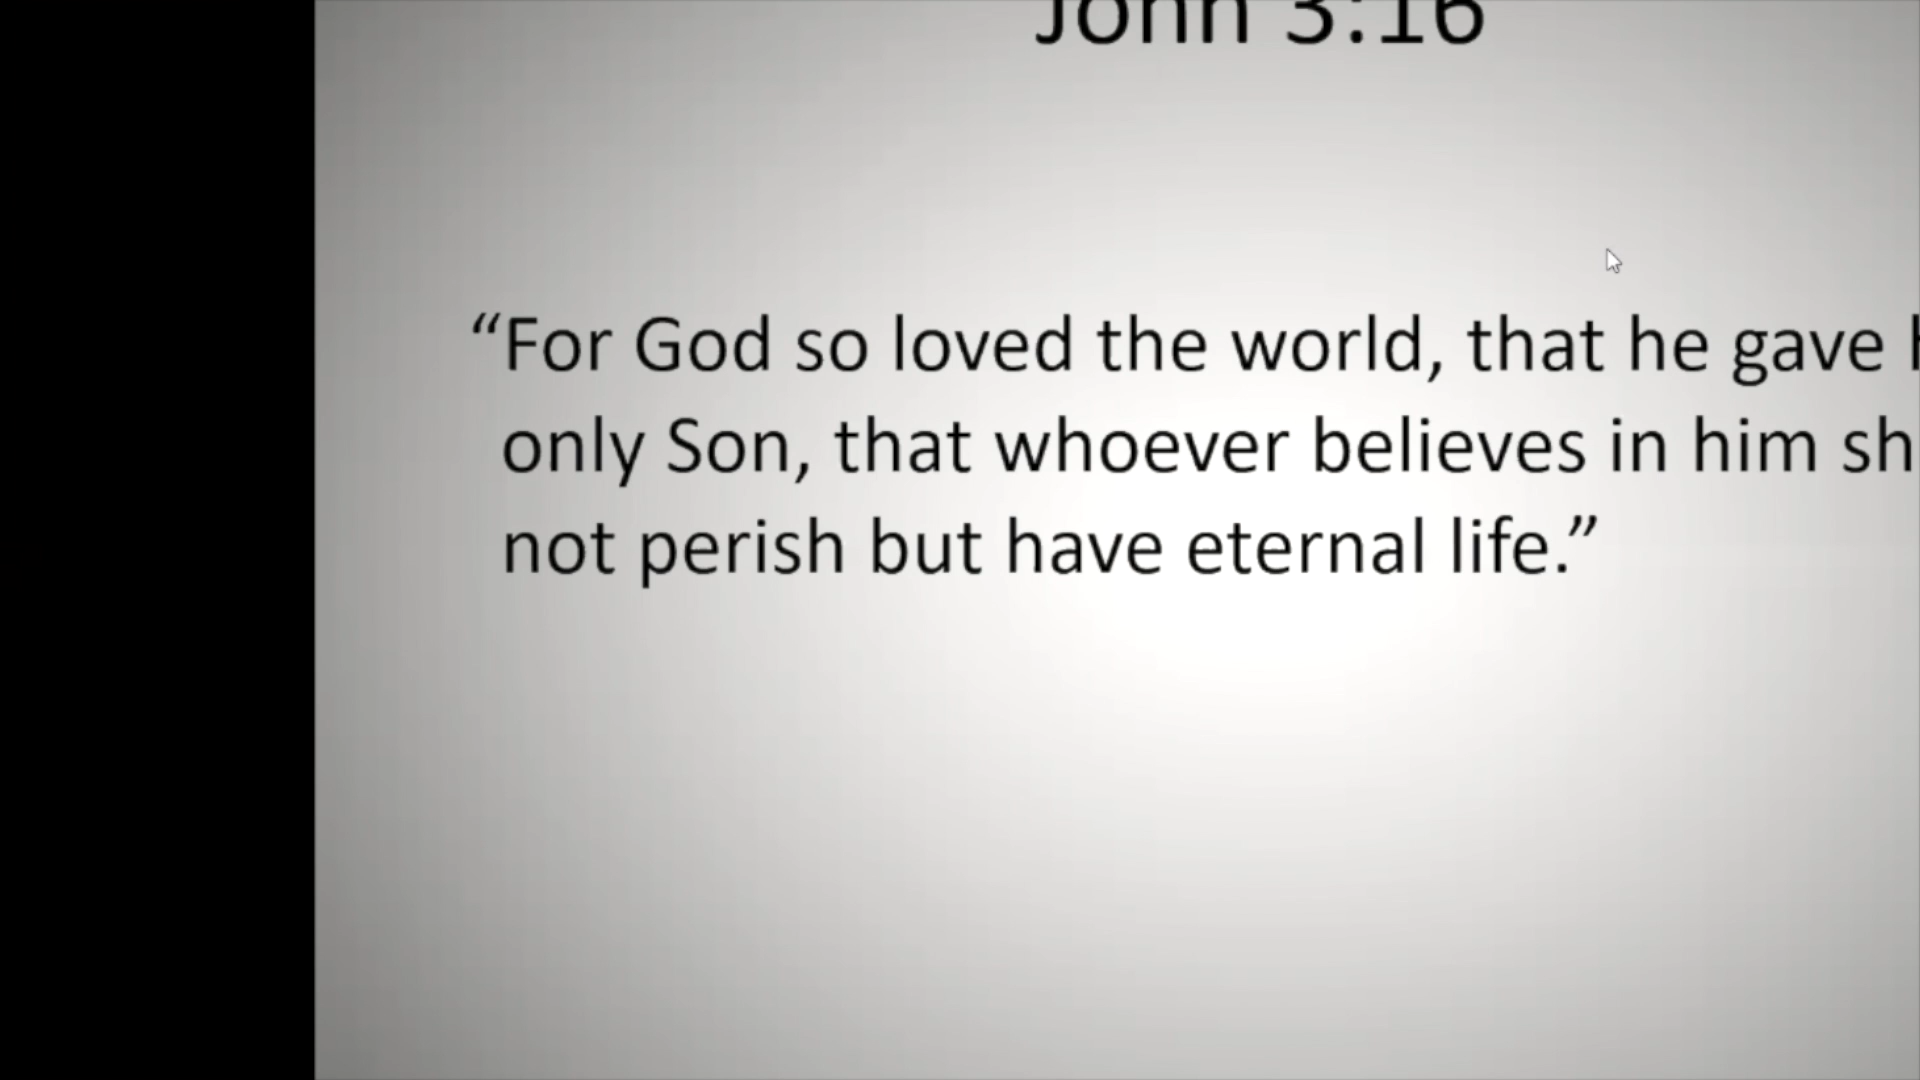 John 3:16
“For God so loved the world, that he gave
only Son, that whoever believes in him
not perish but have eternal life.”